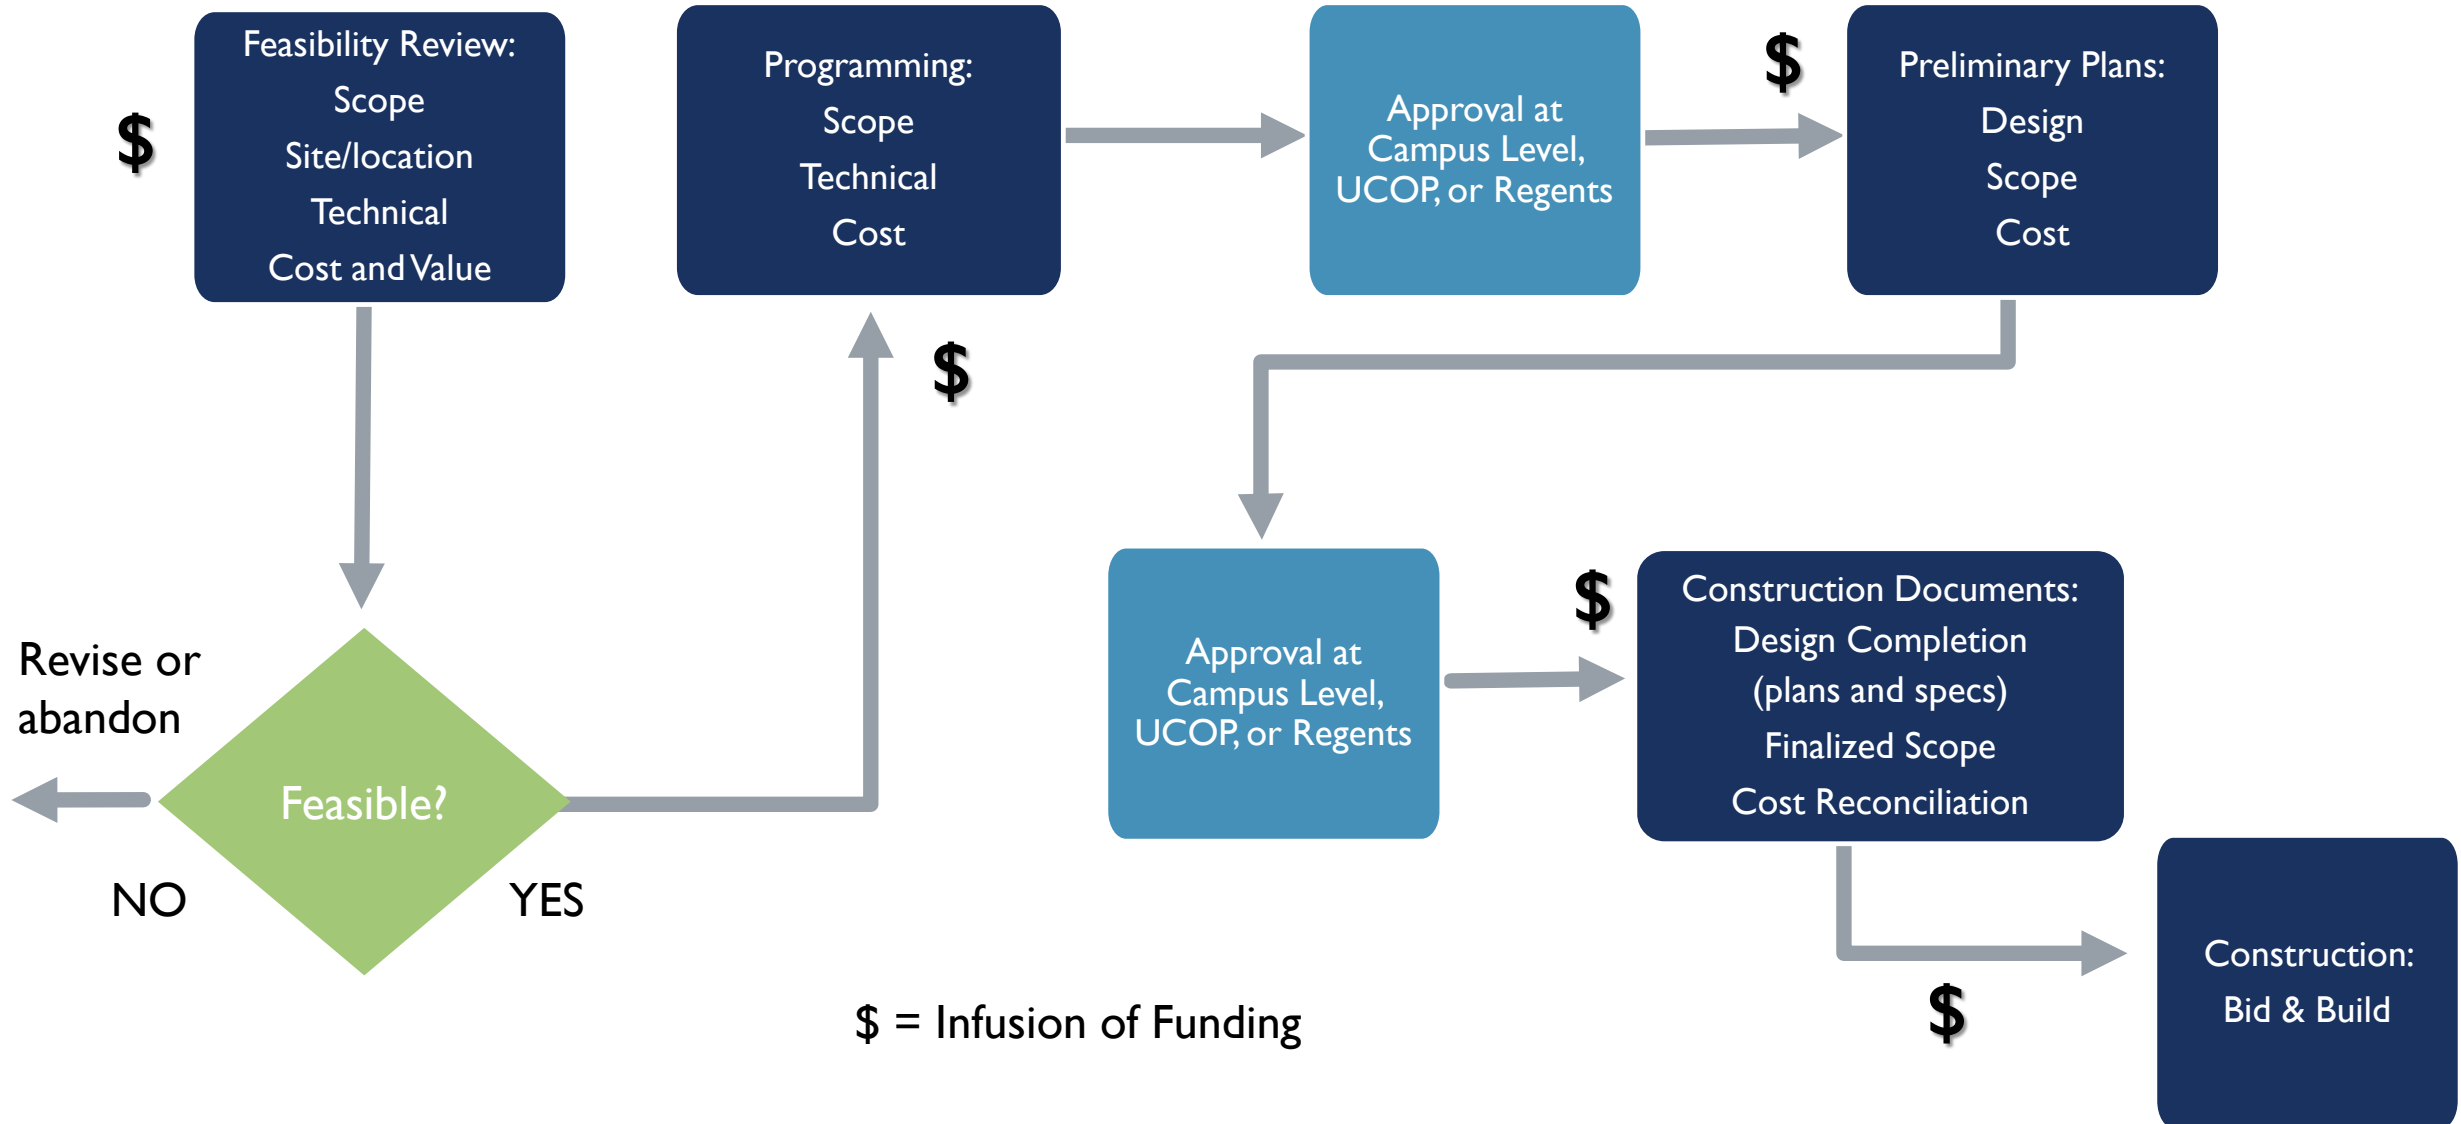 $
Feasibility Review:
Scope
Site/location
Technical
Cost and Value
Programming:
Scope
Technical
Cost
Approval at
Campus Level,
UCOP, or Regents
$
Preliminary Plans:
Design
Scope
Cost
$
Revise or
abandon
Feasible?
NO
YES
Approval at
Campus Level,
UCOP, or Regents
$
Construction Documents:
Design Completion
(plans and specs)
Finalized Scope
Cost Reconciliation
$
Construction:
Bid & Build
$ = Infusion of Funding